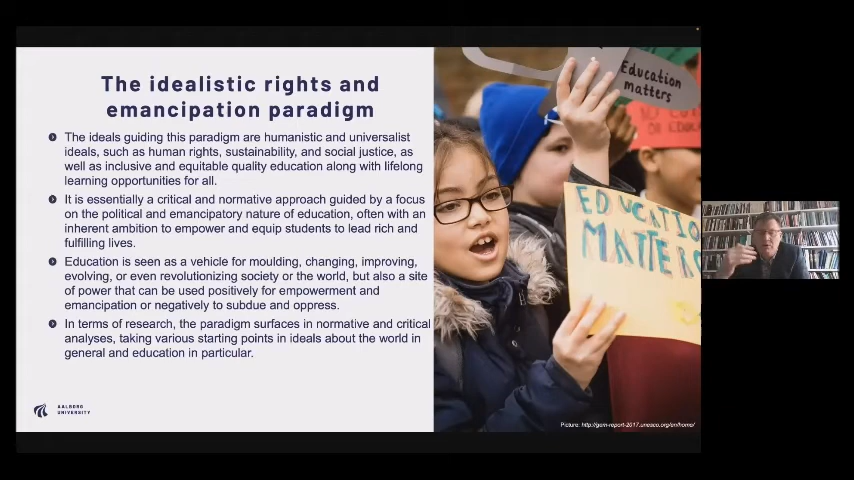 The idealistic rights and
emancipation paradigm
The ideals guiding this paradigm are humanistic and universalist
ideals, such as human rights, sustainability, and social justice, as
well as inclusive and equitable quality education along with lifelong
learning opportunities for all.
It is essentially a critical and normative approach guided by a focus
on the political and emancipatory nature of education, often with an
inherent ambition to empower and equip students to lead rich and
fulfilling lives.
Education is seen as a vehicle for moulding, changing, improving,
evolving, or even revolutionizing society or the world, but also a site
of power that can be used positively for empowerment and
emancipation or negatively to subdue and oppress.
In terms of research, the paradigm surfaces in normative and critical
analyses, taking various starting points in ideals about the world in
general and education in particular.
AALBORG
UNIVERSITY
Education
matters
EDUCATIO
MATTERS
Picture: http://gem-report-2017.unesco.org/en/home/